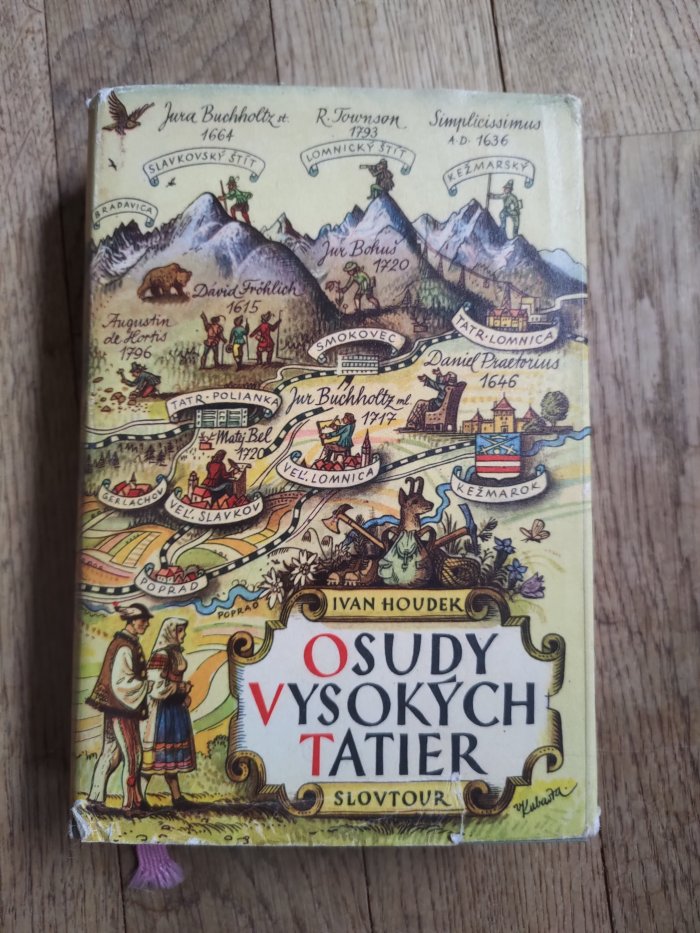 Jura Buchholtz st.
1664
R. Townson
1793
Simplicissimus
A.D. 1636
SLAVKOVSKÝ ŠTÍT
LOMNICKÝ ŠTÍT
KEŽMARSKÝ
BRADAVICA
Jur Bohuš
1720
David Fröhlich
1615
Augustin
de Hortis
1796
SMOKOVEC
TATR. LOMNICA
Daniel Praetorius
1646
TATR. POLIANKA
Jur Buchholtz ml.
1717
Matej Bel
1720
GERLACHOV
VEĽ. SLAVKOV
VEĽ. LOMNICA
KEŽMAROK
POPRAD
POPRAD
IVAN HOUDEK
OSUDY
VYSOKÝCH
TATIER
SLOVTOUR
V. Kubašta